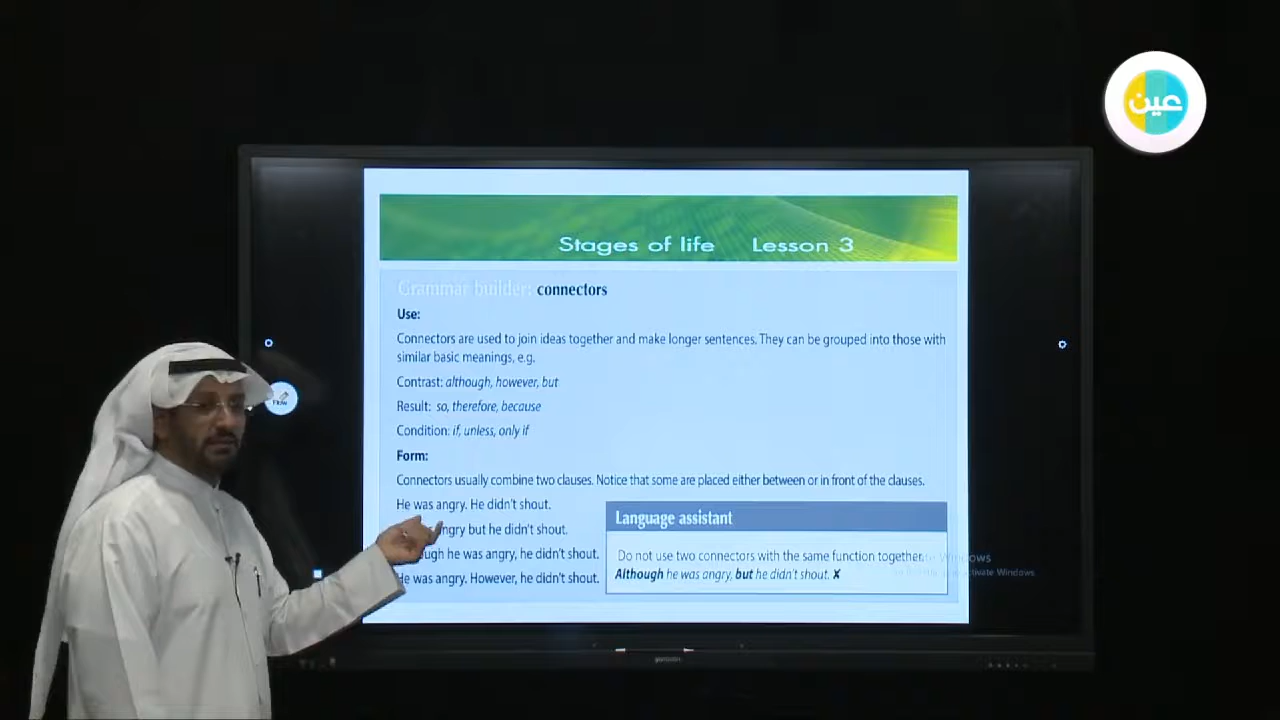 عين
Stages of life Lesson 3
Grammar builder: connectors
Use:
Connectors are used to join ideas together and make longer sentences. They can be grouped into those with
similar basic meanings, e.g.
Contrast: although, however, but
Result: so, therefore, because
Condition: if, unless, only if
Form:
Connectors usually combine two clauses. Notice that some are placed either between or in front of the clauses.
He was angry. He didn't shout.
angry but he didn't shout.
he was angry, he didn't shout.
He was angry. However, he didn't shout.
Language assistant
Do not use two connectors with the same function together.
Although he was angry, but he didn't shout. X
Windows
activate Windows